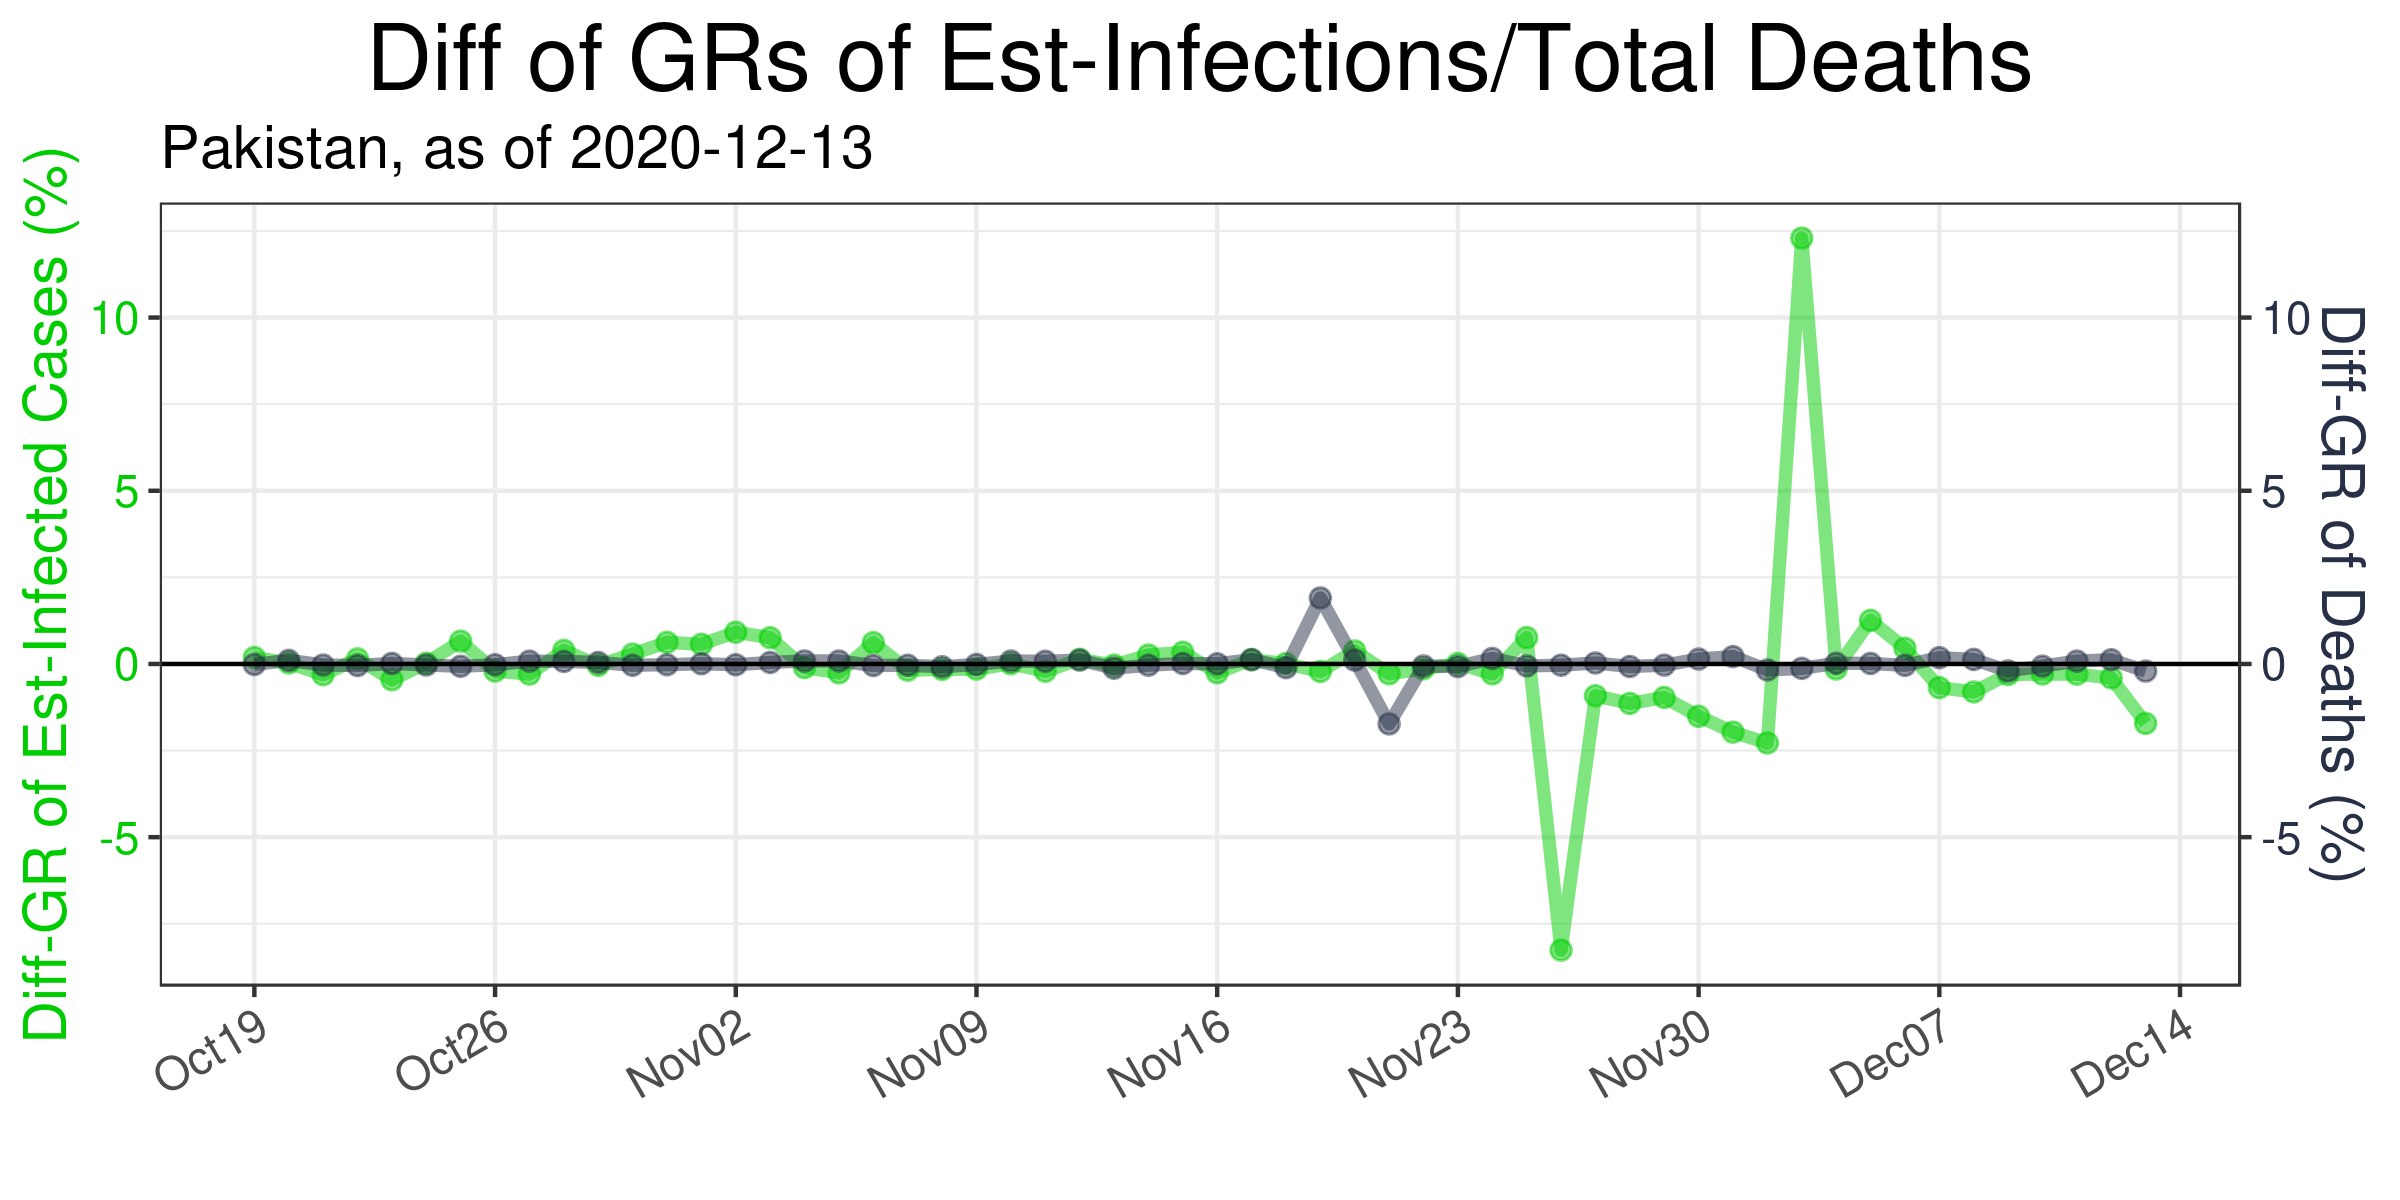 Diff of GRs of Est-Infections/Total Deaths
Pakistan, as of 2020-12-13
Diff-GR of Est-Infected Cases (%)
10
5
0
-5
10
5
0
-5
Diff-GR of Deaths (%)
Oct19
Oct26
Nov02
Nov09
Nov16
Nov23
Nov30
Dec07
Dec14